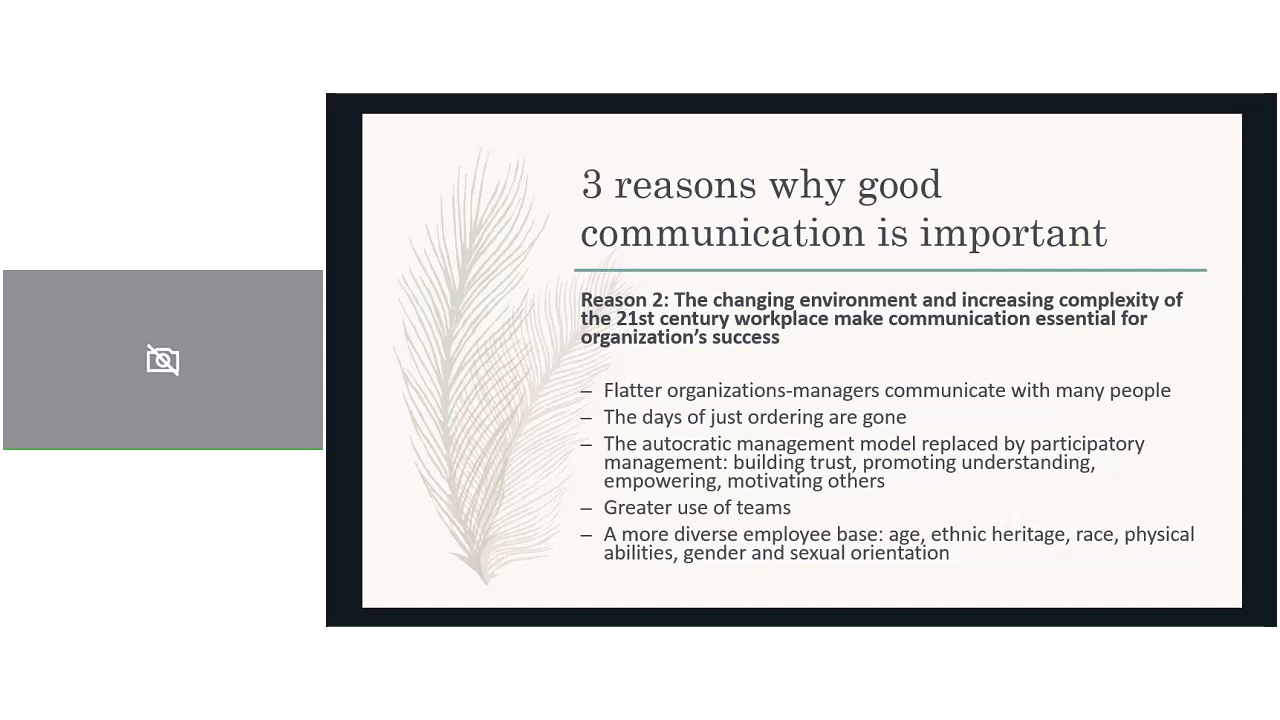 3 reasons why good
communication is important
Reason 2: The changing environment and increasing complexity of
the 21st century workplace make communication essential for
organization’s success
– Flatter organizations-managers communicate with many people
– The days of just ordering are gone
– The autocratic management model replaced by participatory
management: building trust, promoting understanding,
empowering, motivating others
– Greater use of teams
– A more diverse employee base: age, ethnic heritage, race, physical
abilities, gender and sexual orientation